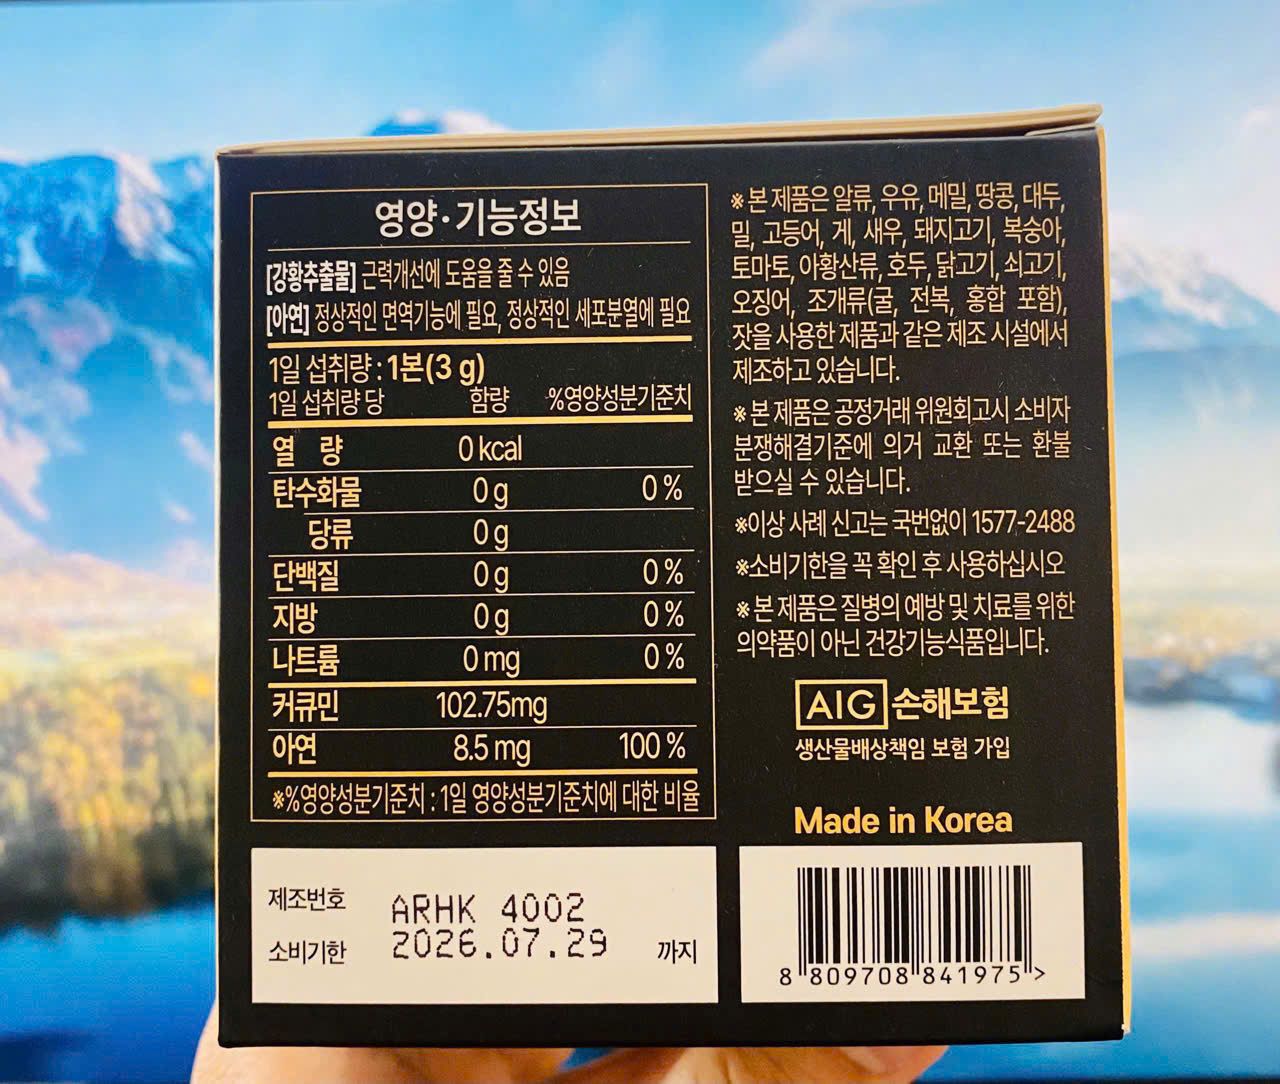 영양·기능정보
[강황추출물] 근력개선에 도움을 줄 수 있음
[아연] 정상적인 면역기능에 필요, 정상적인 세포분열에 필요
1일 섭취량 : 1본(3 g)
1일 섭취량 당 함량 %영양성분기준치
열 량 0 kcal
탄수화물 0 g 0 %
당류 0 g
단백질 0 g 0 %
지방 0 g 0 %
나트륨 0 mg 0 %
커큐민 102.75mg
아연 8.5 mg 100 %
※%영양성분기준치 : 1일 영양성분기준치에 대한 비율
제조번호 ARHK 4002
소비기한 2026.07.29 까지
※ 본 제품은 알류, 우유, 메밀, 땅콩, 대두,
밀, 고등어, 게, 새우, 돼지고기, 복숭아,
토마토, 아황산류, 호두, 닭고기, 쇠고기,
오징어, 조개류(굴, 전복, 홍합 포함),
잣을 사용한 제품과 같은 제조 시설에서
제조하고 있습니다.
※ 본 제품은 공정거래 위원회고시 소비자
분쟁해결기준에 의거 교환 또는 환불
받으실 수 있습니다.
※이상 사례 신고는 국번없이 1577-2488
※소비기한을 꼭 확인 후 사용하십시오
※ 본 제품은 질병의 예방 및 치료를 위한
의약품이 아닌 건강기능식품입니다.
AIG 손해보험
생산물배상책임 보험 가입
Made in Korea
8 809708 841975 >